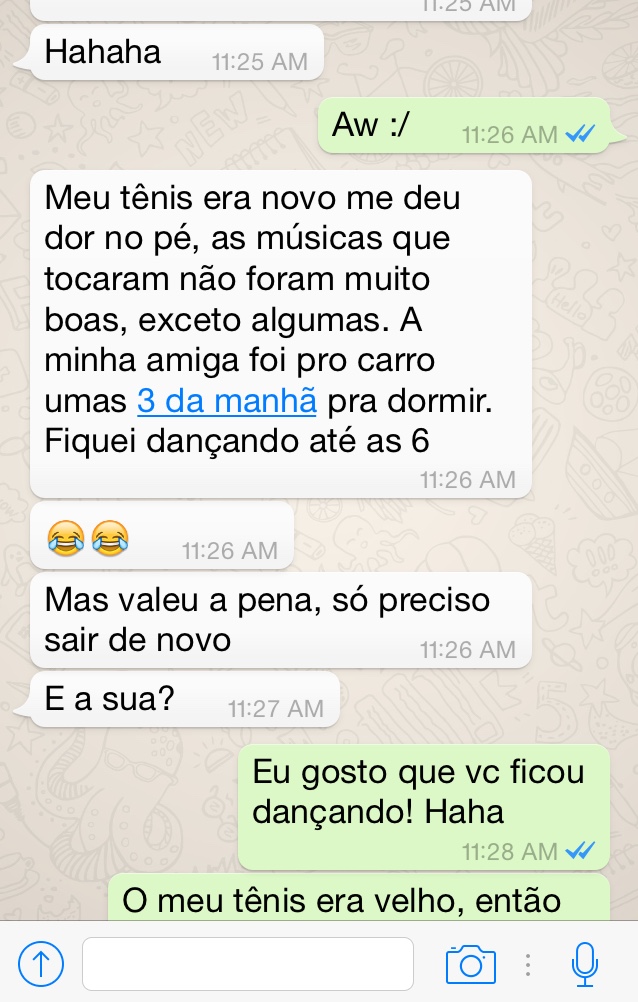 11:25 AM
Hahaha 11:25 AM
Aw :/ 11:26 AM
Meu tênis era novo me deu
dor no pé, as músicas que
tocaram não foram muito
boas, exceto algumas. A
minha amiga foi pro carro
umas 3 da manhã pra dormir.
Fiquei dançando até as 6
11:26 AM
😂😂 11:26 AM
Mas valeu a pena, só preciso
sair de novo 11:26 AM
E a sua? 11:27 AM
Eu gosto que vc ficou
dançando! Haha
11:28 AM
O meu tênis era velho, então